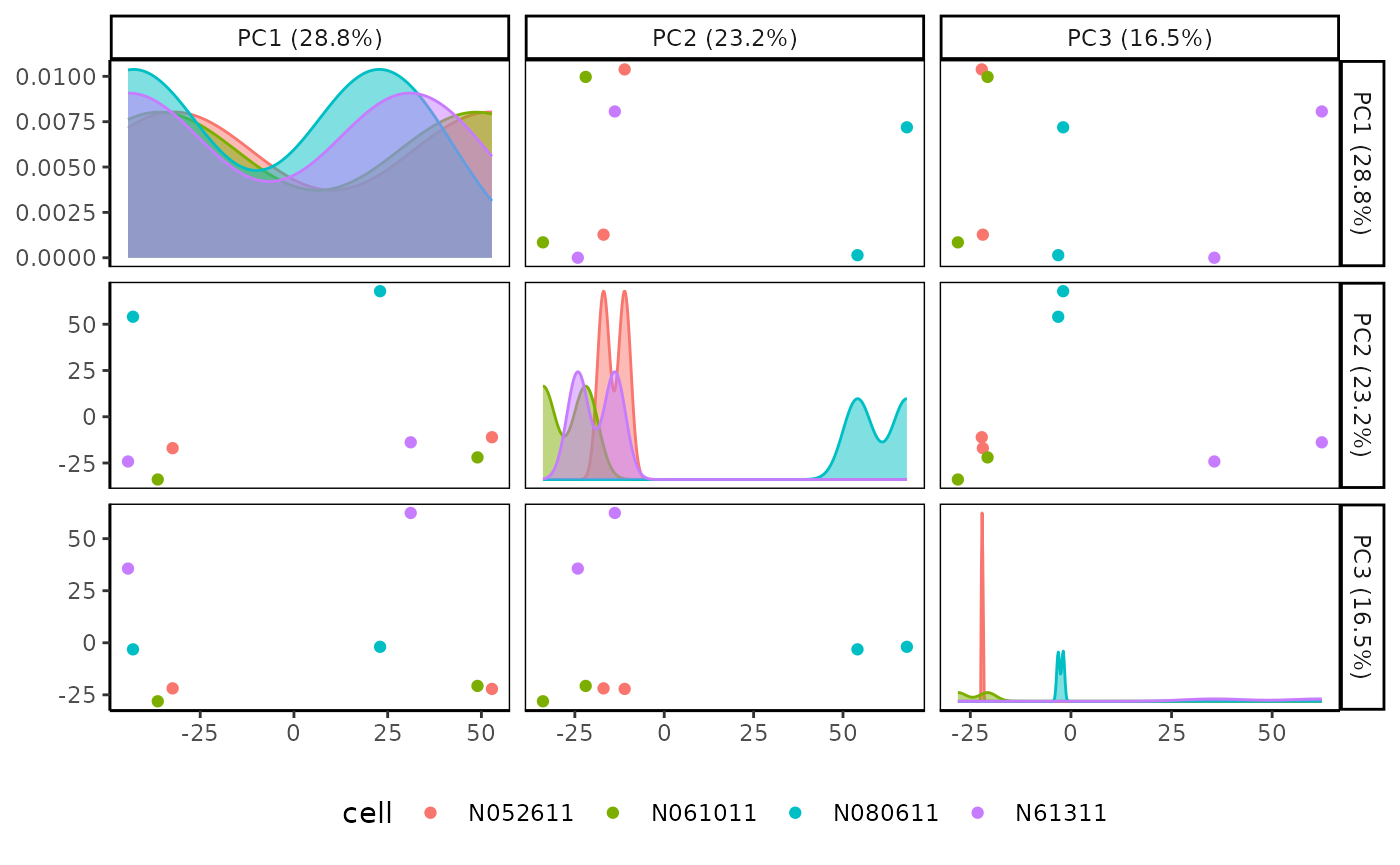 PC1 (28.8%) PC2 (23.2%) PC3 (16.5%)
0.0100
0.0075
0.0050
0.0025
0.0000
PC1 (28.8%)
50
25
0
-25
PC2 (23.2%)
50
25
0
-25
PC3 (16.5%)
-25 0 25 50 -25 0 25 50 -25 0 25 50
cell N052611 N061011 N080611 N61311